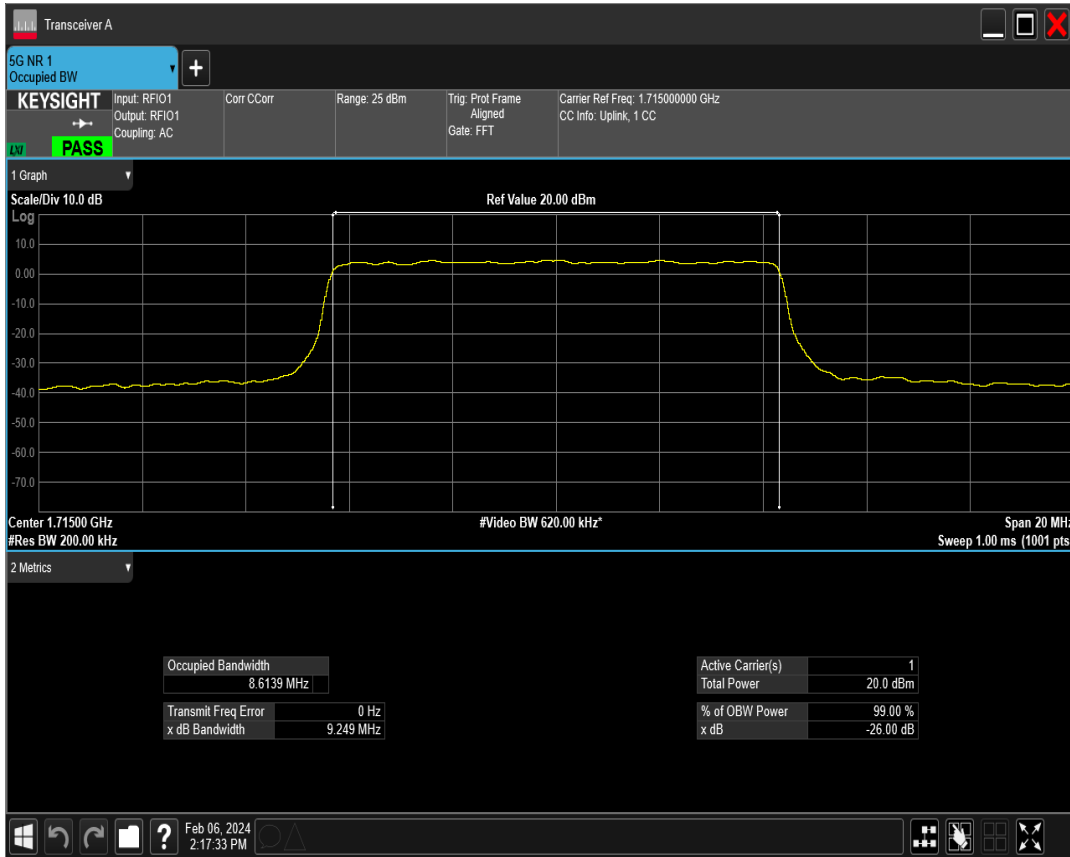 Transceiver A
5G NR 1
Occupied BW
+
KEYSIGHT
LXI
PASS
Input: RFIO1
Output: RFIO1
Coupling: AC
Corr CCorr
Range: 25 dBm
Trig: Prot Frame
Aligned
Gate: FFT
Carrier Ref Freq: 1.715000000 GHz
CC Info: Uplink, 1 CC
1 Graph
Scale/Div 10.0 dB
Ref Value 20.00 dBm
Log
10.0
0.00
-10.0
-20.0
-30.0
-40.0
-50.0
-60.0
-70.0
Center 1.71500 GHz
#Video BW 620.00 kHz*
Span 20 MHz
#Res BW 200.00 kHz
Sweep 1.00 ms (1001 pts
2 Metrics
Occupied Bandwidth
8.6139 MHz
Transmit Freq Error 0 Hz
x dB Bandwidth 9.249 MHz
Active Carrier(s) 1
Total Power 20.0 dBm
% of OBW Power 99.00 %
x dB -26.00 dB
?
Feb 06, 2024
2:17:33 PM